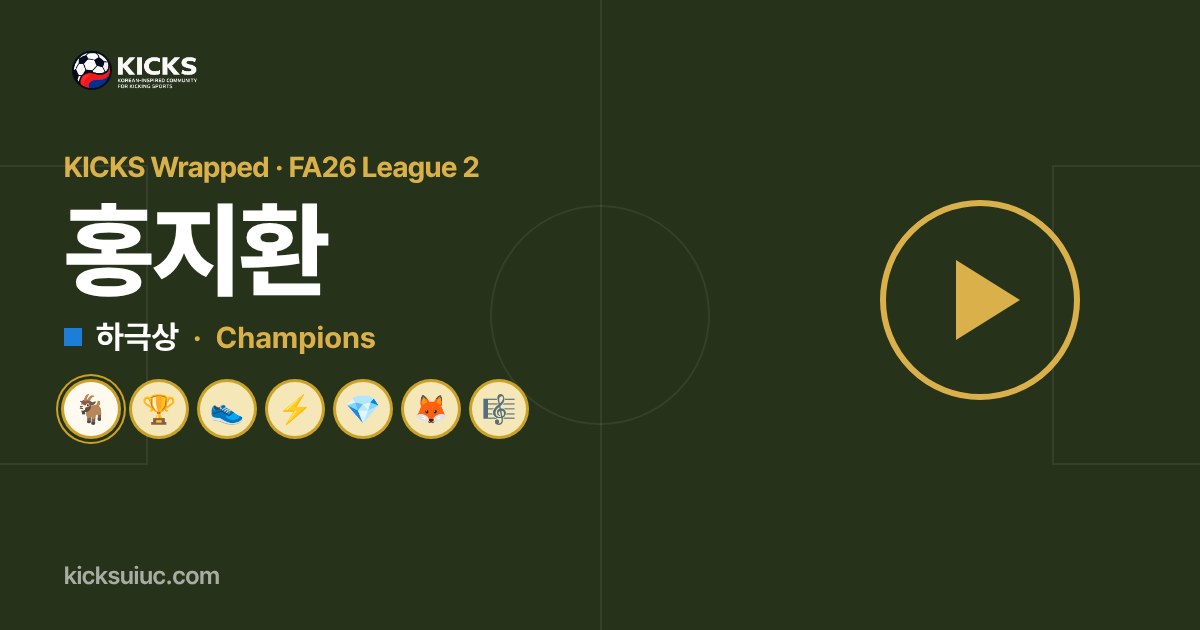 KICKS
KOREAN-INSPIRED COMMUNITY
FOR KICKING SPORTS
KICKS Wrapped · FA26 League 2
홍지환
하극상 · Champions
kicksuiuc.com